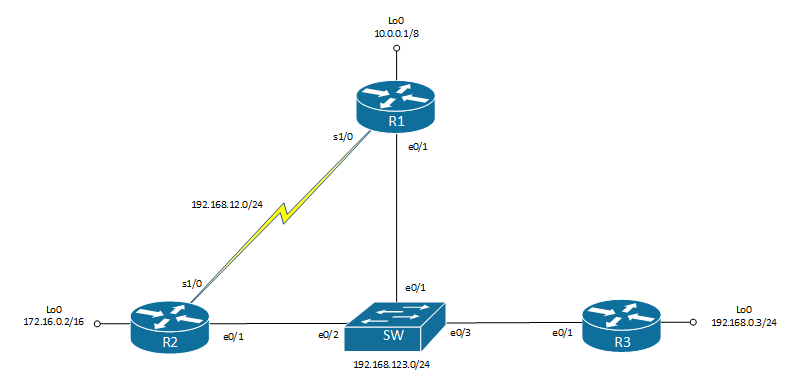 Lo0
10.0.0.1/8
R1
s1/0
e0/1
192.168.12.0/24
s1/0
e0/1
Lo0
172.16.0.2/16
R2
e0/1
e0/2
SW
e0/3
e0/1
R3
Lo0
192.168.0.3/24
192.168.123.0/24